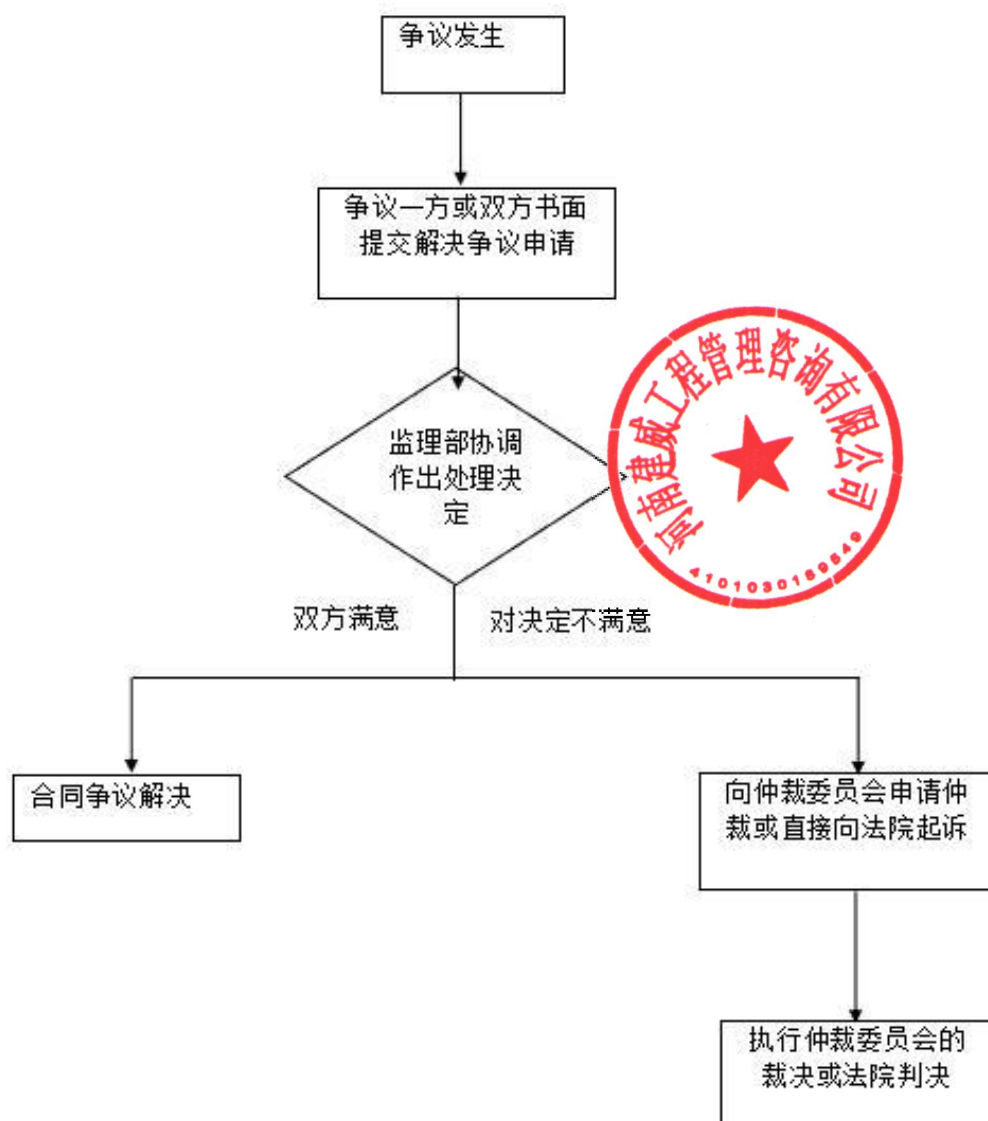 争议发生
争议一方或双方书面
提交解决争议申请
监理部协调
作出处理决
定
河南建威工程管理咨询有限公司
4101030189549
双方满意
对决定不满意
合同争议解决
向仲裁委员会申请仲
裁或直接向法院起诉
执行仲裁委员会的
裁决或法院判决